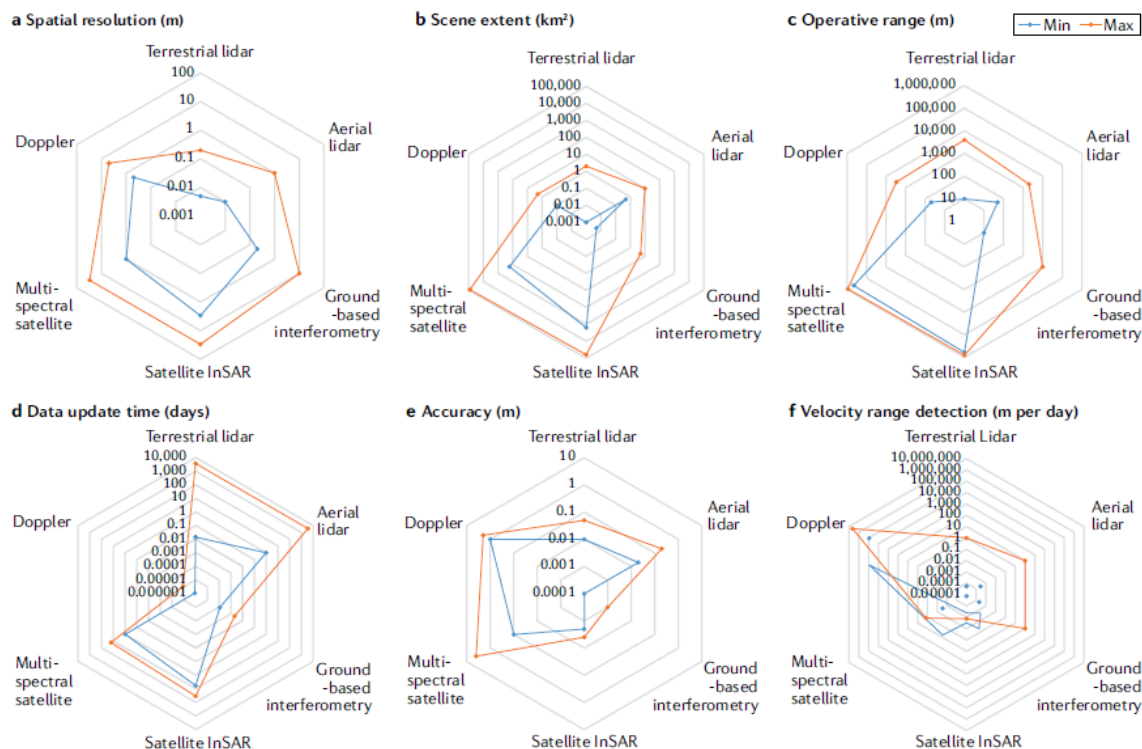 a Spatial resolution (m)
Terrestrial lidar
100
10
1
0.1
0.01
0.001
Aerial
lidar
Ground
-based
interferometry
Satellite InSAR
Multi-
spectral
satellite
Doppler
b Scene extent (km²)
Terrestrial lidar
100,000
10,000
1,000
100
10
1
0.1
0.01
0.001
Aerial
lidar
Ground
-based
interferometry
Satellite InSAR
Multi-
spectral
satellite
Doppler
c Operative range (m)
Min Max
Terrestrial lidar
1,000,000
100,000
10,000
1,000
100
10
1
Aerial
lidar
Ground
-based
interferometry
Satellite InSAR
Multi-
spectral
satellite
Doppler
d Data update time (days)
Terrestrial lidar
10,000
1,000
100
10
1
0.1
0.01
0.001
0.0001
0.00001
0.000001
Aerial
lidar
Ground
-based
interferometry
Satellite InSAR
Multi-
spectral
satellite
Doppler
e Accuracy (m)
Terrestrial lidar
10
1
0.1
0.01
0.001
0.0001
Aerial
lidar
Ground
-based
interferometry
Satellite InSAR
Multi-
spectral
satellite
Doppler
f Velocity range detection (m per day)
Terrestrial Lidar
10,000,000
10,000,000
100,000
10,000
1,000
100
10
1
0.01
0.001
0.0001
0.00001
Aerial
lidar
Ground
-based
interferometry
Satellite InSAR
Multi-
spectral
satellite
Doppler